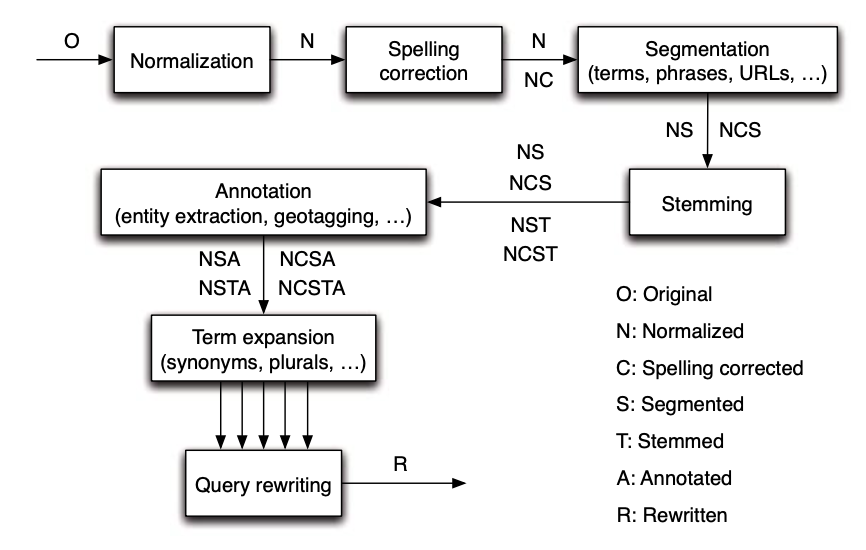 O
Normalization
N
Spelling
correction
N
NC
Segmentation
(terms, phrases, URLs, …)
NS
NCS
Stemming
NS
NCS
NST
NCST
Annotation
(entity extraction, geotagging, …)
NSA
NCSA
NSTA
NCSTA
Term expansion
(synonyms, plurals, …)
Query rewriting
R
O: Original
N: Normalized
C: Spelling corrected
S: Segmented
T: Stemmed
A: Annotated
R: Rewritten